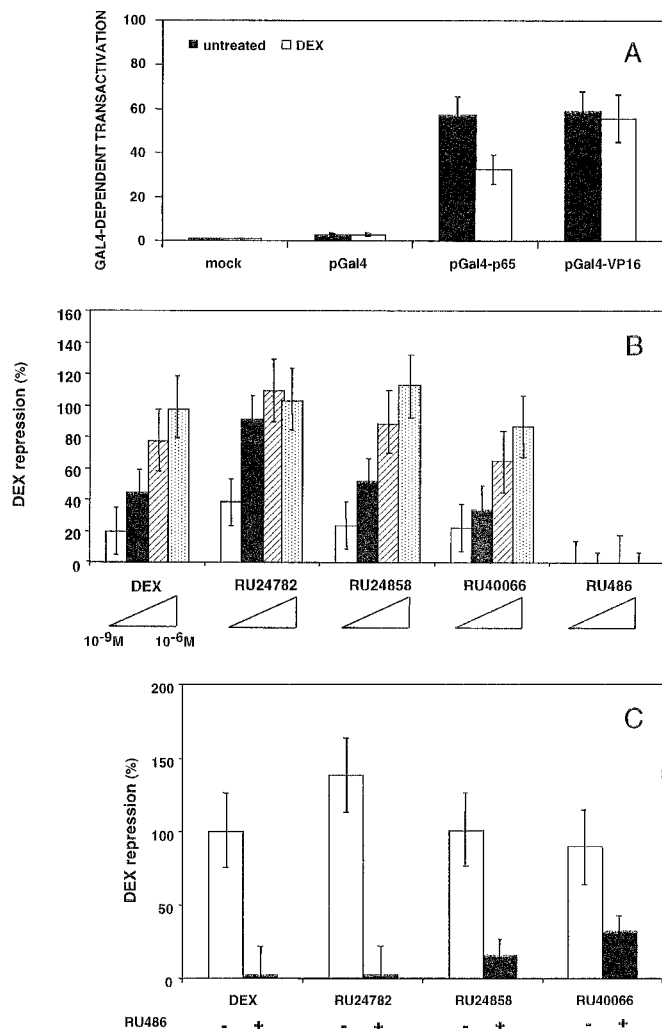 A
GAL4-DEPENDENT TRANSACTIVATION
untreated DEX
100
80
60
40
20
0
mock pGal4 pGal4-p65 pGal4-VP16
B
DEX repression (%)
160
140
120
100
80
60
40
20
0
DEX RU24782 RU24858 RU40066 RU486
10⁻⁹M 10⁻⁶M
C
DEX repression (%)
200
150
100
50
0
DEX RU24782 RU24858 RU40066
RU486 - + - + - + - +